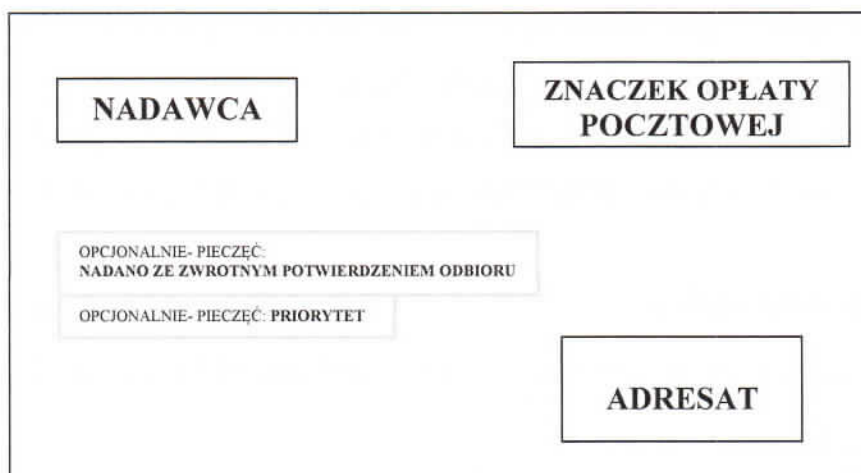 NADAWCA
ZNACZEK OPŁATY
POCZTOWEJ
OPCJONALNIE- PIECZĘĆ:
NADANO ZE ZWROTNYM POTWIERDZENIEM ODBIORU
OPCJONALNIE- PIECZĘĆ: PRIORYTET
ADRESAT